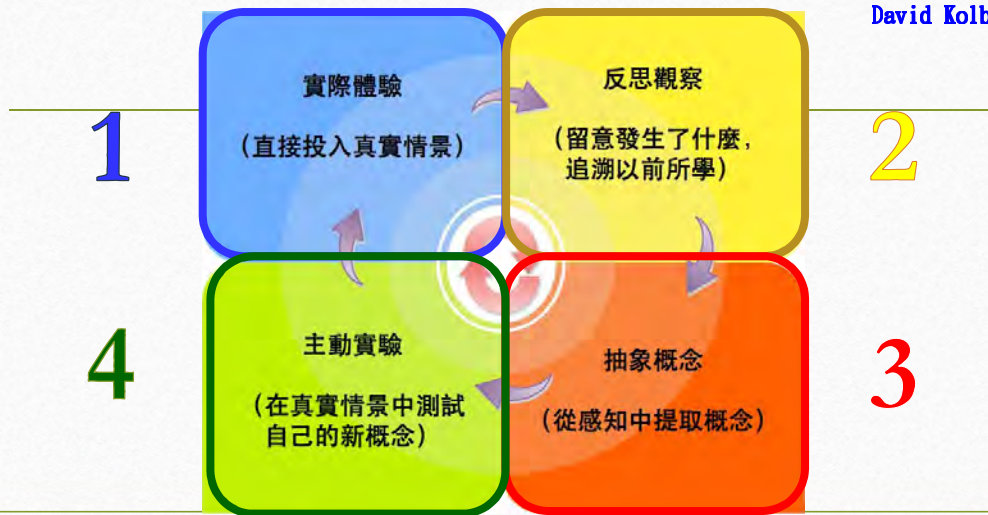 David Kolb
1
實際體驗
(直接投入真實情景)
反思觀察
(留意發生了什麼，
追溯以前所學)
2
4
主動實驗
(在真實情景中測試
自己的新概念)
抽象概念
(從感知中提取概念)
3